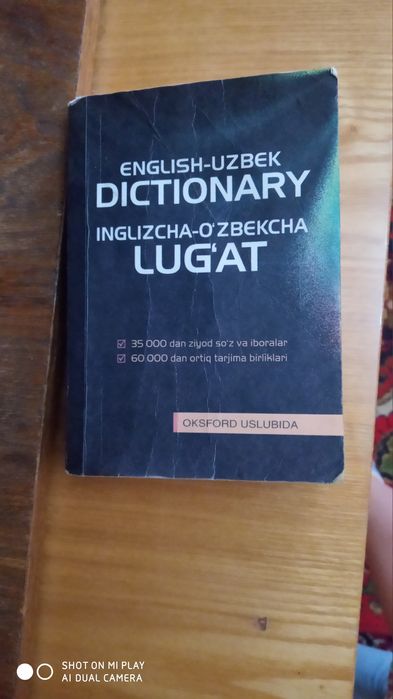 ENGLISH-UZBEK
DICTIONARY
INGLIZCHA-O‘ZBEKCHA
LUG‘AT
35 000 dan ziyod so‘z va iboralar
60 000 dan ortiq tarjima birliklari
OKSFORD USLUBIDA
SHOT ON MI PLAY
AI DUAL CAMERA